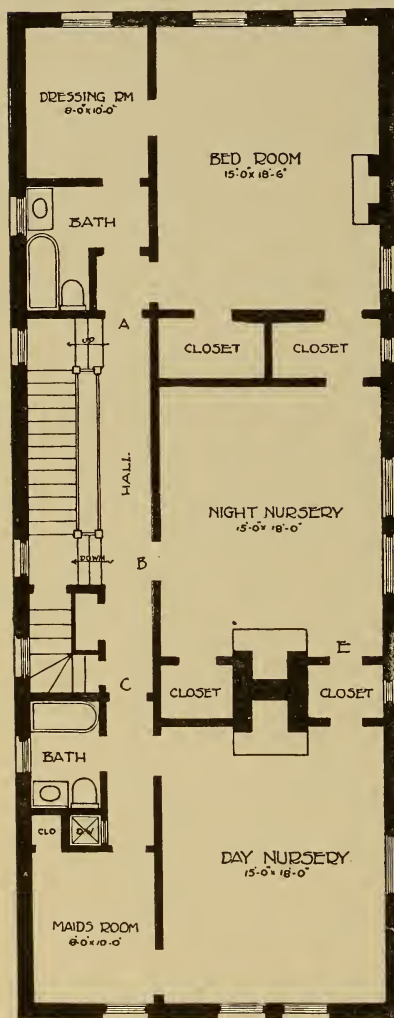 DRESSING RM
8'-0" X 10'-0"
BED ROOM
15'-0" X 18'-6"
BATH
A
UP
CLOSET
CLOSET
HALL
NIGHT NURSERY
15'-0" X 18'-0"
B
DOWN
E
C
CLOSET
CLOSET
BATH
CLO
D·W
DAY NURSERY
15'-0" X 18'-0"
MAIDS ROOM
8'-0" X 10'-0"